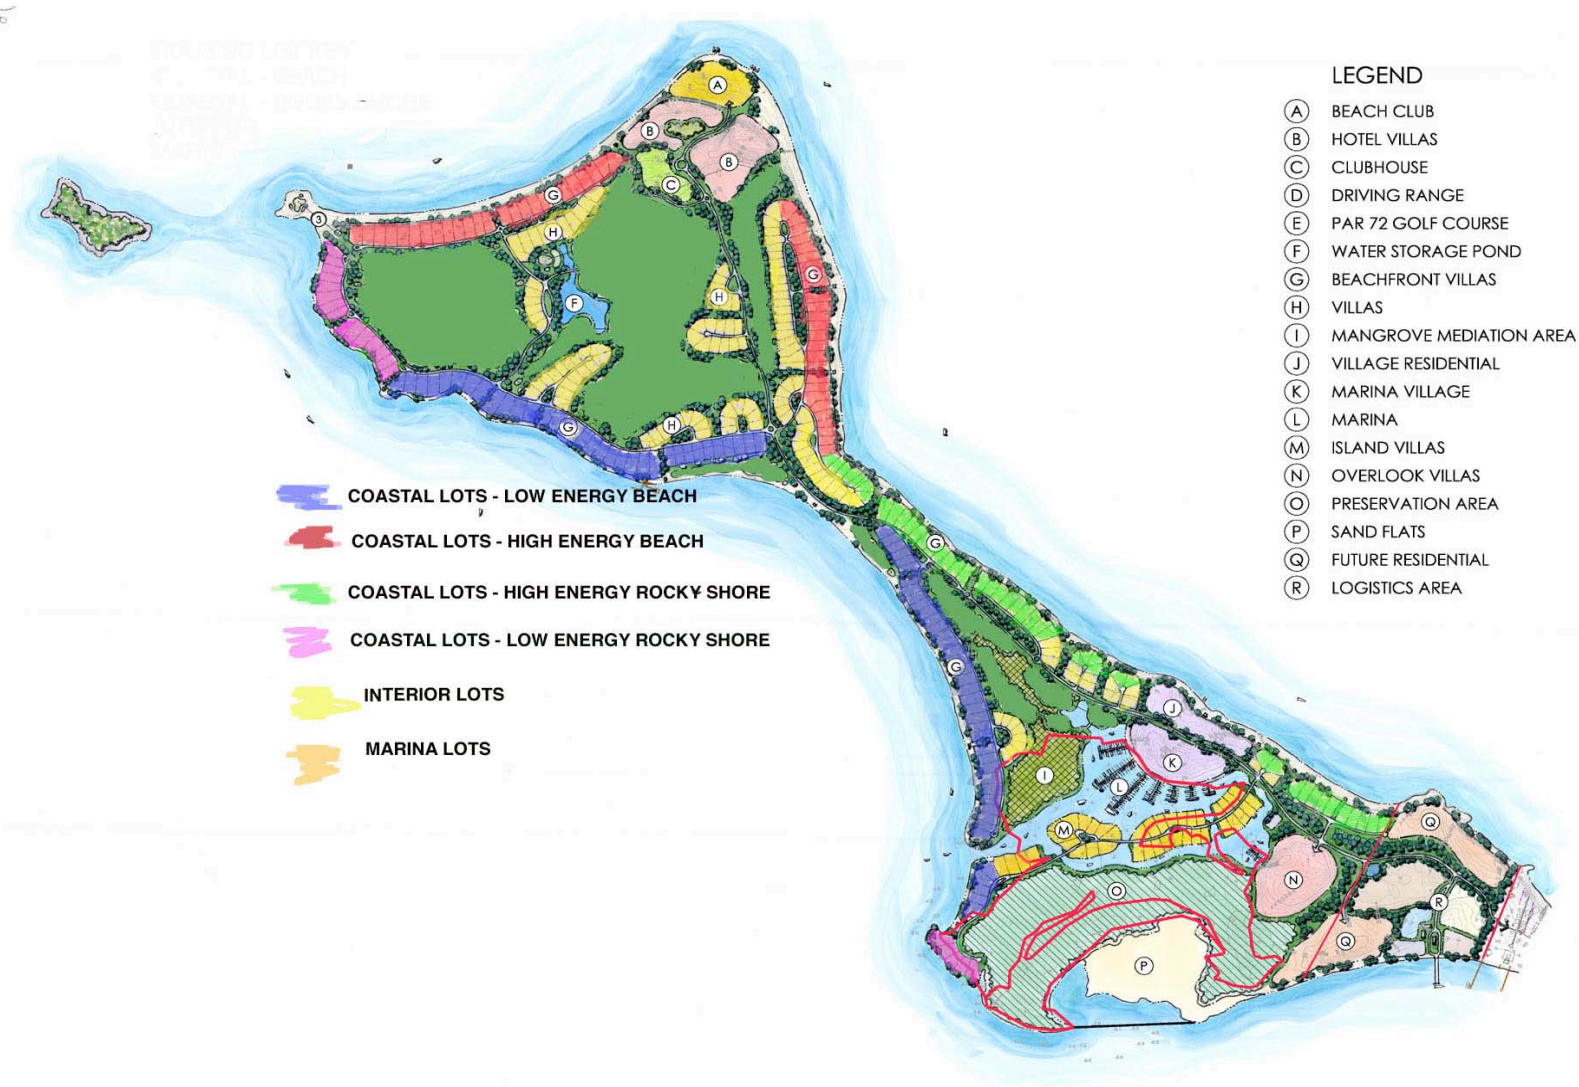 LEGEND
A BEACH CLUB
B HOTEL VILLAS
C CLUBHOUSE
D DRIVING RANGE
E PAR 72 GOLF COURSE
F WATER STORAGE POND
G BEACHFRONT VILLAS
H VILLAS
I MANGROVE MEDIATION AREA
J VILLAGE RESIDENTIAL
K MARINA VILLAGE
L MARINA
M ISLAND VILLAS
N OVERLOOK VILLAS
O PRESERVATION AREA
P SAND FLATS
Q FUTURE RESIDENTIAL
R LOGISTICS AREA
A
B
B
C
G
3
H
G
H
F
H
G
G
G
J
K
I
L
M
Q
N
O
R
Q
P
COASTAL LOTS - LOW ENERGY BEACH
COASTAL LOTS - HIGH ENERGY BEACH
COASTAL LOTS - HIGH ENERGY ROCKY SHORE
COASTAL LOTS - LOW ENERGY ROCKY SHORE
INTERIOR LOTS
MARINA LOTS